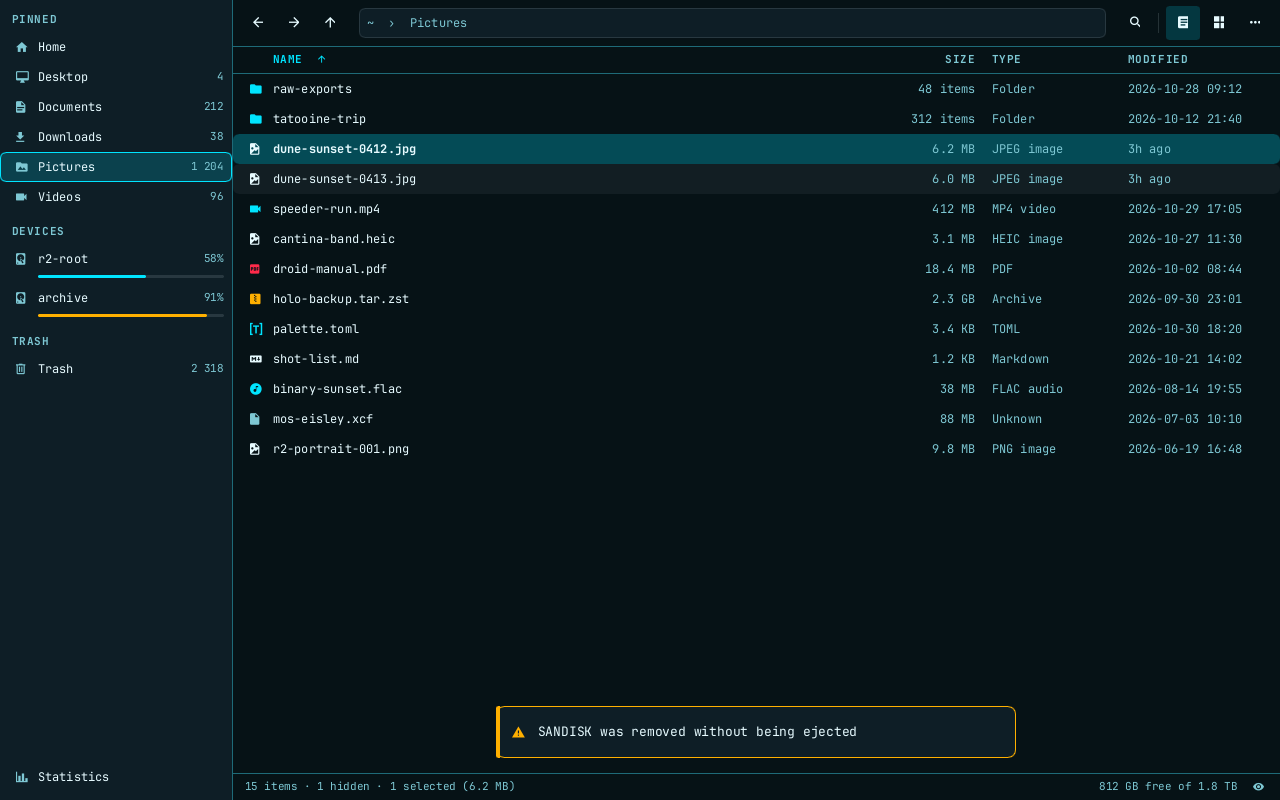 PINNED
Home
Desktop 4
Documents 212
Downloads 38
Pictures 1 204
Videos 96
DEVICES
r2-root 58%
archive 91%
TRASH
Trash 2 318
Statistics
~ › Pictures
NAME ↑ SIZE TYPE MODIFIED
raw-exports 48 items Folder 2026-10-28 09:12
tatooine-trip 312 items Folder 2026-10-12 21:40
dune-sunset-0412.jpg 6.2 MB JPEG image 3h ago
dune-sunset-0413.jpg 6.0 MB JPEG image 3h ago
speeder-run.mp4 412 MB MP4 video 2026-10-29 17:05
cantina-band.heic 3.1 MB HEIC image 2026-10-27 11:30
droid-manual.pdf 18.4 MB PDF 2026-10-02 08:44
holo-backup.tar.zst 2.3 GB Archive 2026-09-30 23:01
palette.toml 3.4 KB TOML 2026-10-30 18:20
shot-list.md 1.2 KB Markdown 2026-10-21 14:02
binary-sunset.flac 38 MB FLAC audio 2026-08-14 19:55
mos-eisley.xcf 88 MB Unknown 2026-07-03 10:10
r2-portrait-001.png 9.8 MB PNG image 2026-06-19 16:48
SANDISK was removed without being ejected
15 items · 1 hidden · 1 selected (6.2 MB) 812 GB free of 1.8 TB